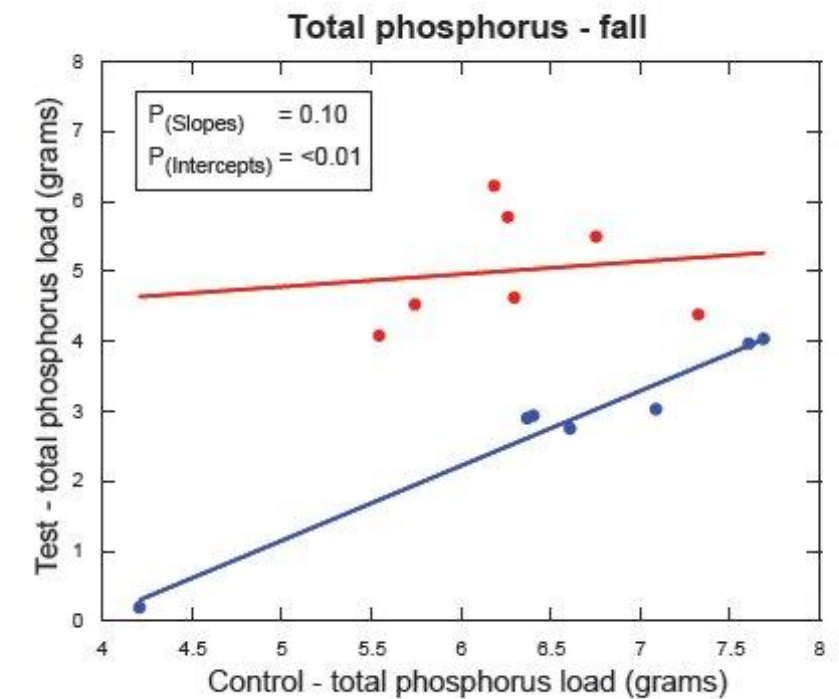 Total phosphorus - fall
P(Slopes) = 0.10
P(Intercepts) = <0.01
Test - total phosphorus load (grams)
8
7
6
5
4
3
2
1
0
4 4.5 5 5.5 6 6.5 7 7.5 8
Control - total phosphorus load (grams)